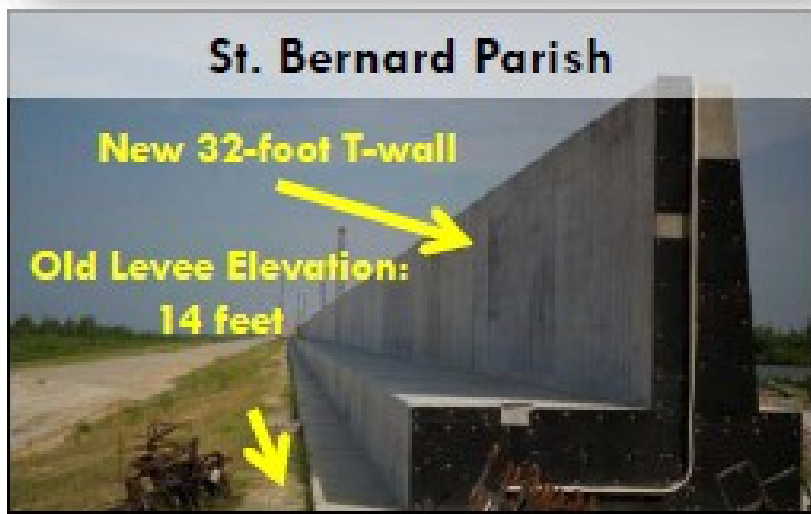 St. Bernard Parish
New 32-foot T-wall
Old Levee Elevation:
14 feet